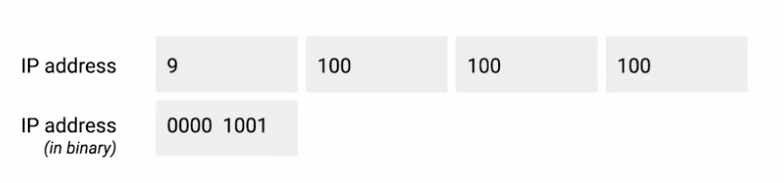 IP address 9 100 100 100
IP address 0000 1001
(in binary)